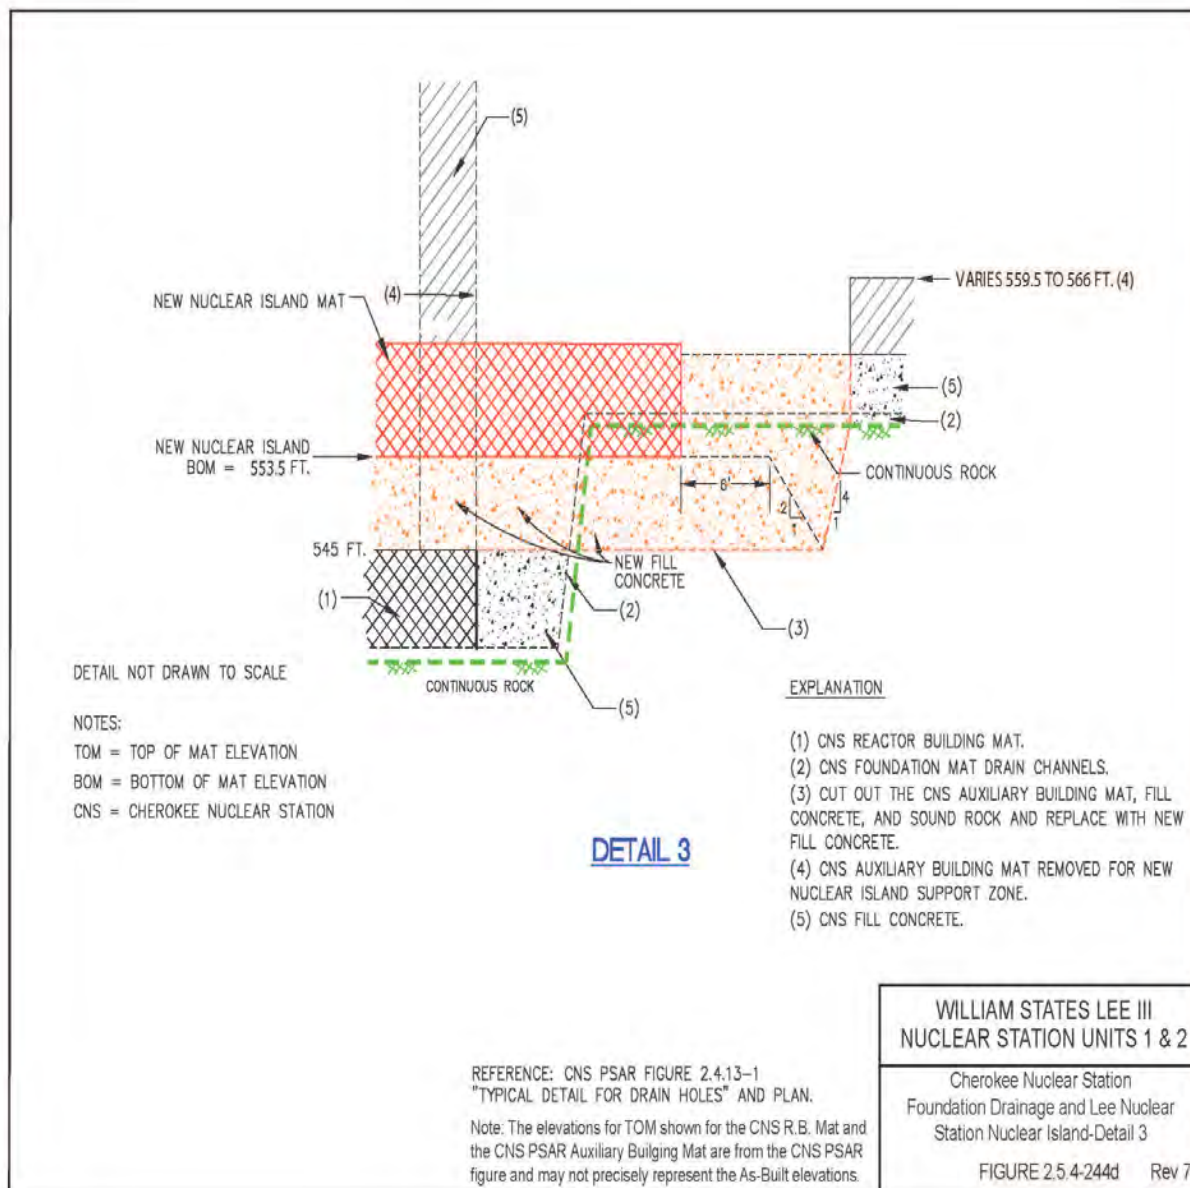 (5)
VARIES 559.5 TO 566 FT. (4)
NEW NUCLEAR ISLAND MAT
(4)
(5)
(2)
NEW NUCLEAR ISLAND
BOM = 553.5 FT.
CONTINUOUS ROCK
6'
2
1
4
1
545 FT.
NEW FILL
CONCRETE
(1)
(2)
(3)
DETAIL NOT DRAWN TO SCALE
CONTINUOUS ROCK
(5)
NOTES:
TOM = TOP OF MAT ELEVATION
BOM = BOTTOM OF MAT ELEVATION
CNS = CHEROKEE NUCLEAR STATION
EXPLANATION
(1) CNS REACTOR BUILDING MAT.
(2) CNS FOUNDATION MAT DRAIN CHANNELS.
(3) CUT OUT THE CNS AUXILIARY BUILDING MAT, FILL
CONCRETE, AND SOUND ROCK AND REPLACE WITH NEW
FILL CONCRETE.
(4) CNS AUXILIARY BUILDING MAT REMOVED FOR NEW
NUCLEAR ISLAND SUPPORT ZONE.
(5) CNS FILL CONCRETE.
DETAIL 3
REFERENCE: CNS PSAR FIGURE 2.4.13-1
"TYPICAL DETAIL FOR DRAIN HOLES" AND PLAN.
Note: The elevations for TOM shown for the CNS R.B. Mat and
the CNS PSAR Auxiliary Builging Mat are from the CNS PSAR
figure and may not precisely represent the As-Built elevations.
WILLIAM STATES LEE III
NUCLEAR STATION UNITS 1 & 2
Cherokee Nuclear Station
Foundation Drainage and Lee Nuclear
Station Nuclear Island-Detail 3
FIGURE 2.5.4-244d Rev 7